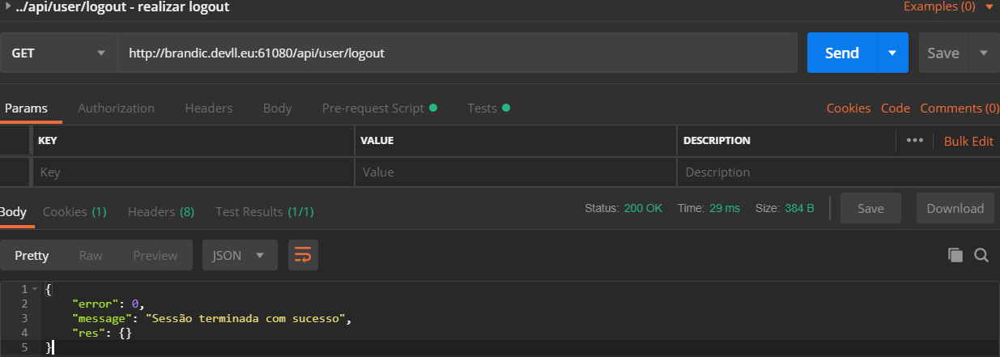 ../api/user/logout - realizar logout Examples (0)
GET http://brandic.devll.eu:61080/api/user/logout Send Save
Params Authorization Headers Body Pre-request Script Tests Cookies Code Comments (0)
KEY VALUE DESCRIPTION ••• Bulk Edit
Key Value Description
Body Cookies (1) Headers (8) Test Results (1/1) Status: 200 OK Time: 29 ms Size: 384 B Save Download
Pretty Raw Preview JSON
1 {
2 "error": 0,
3 "message": "Sessão terminada com sucesso",
4 "res": {}
5 }